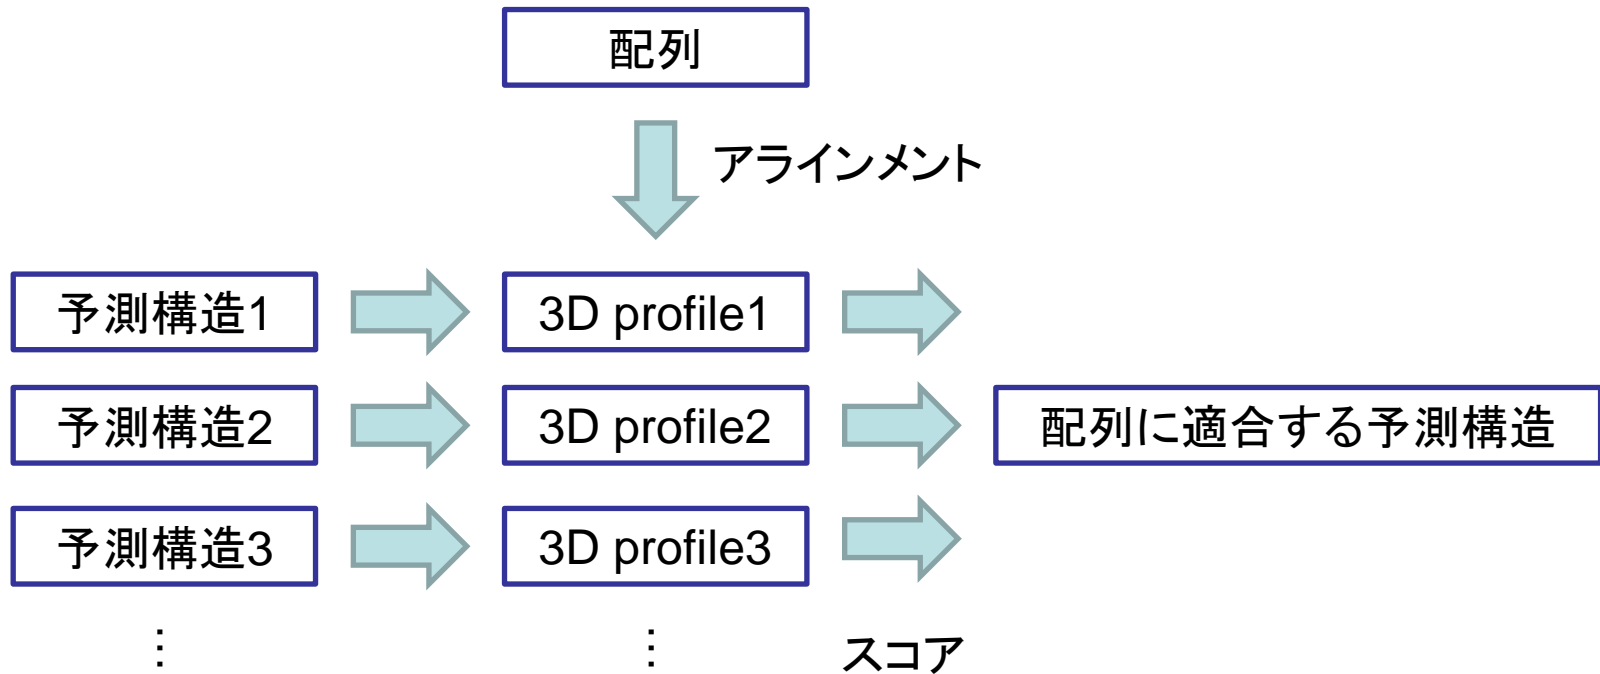 配列
アラインメント
予測構造1
3D profile1
予測構造2
3D profile2
配列に適合する予測構造
予測構造3
3D profile3
⋮
⋮
スコア